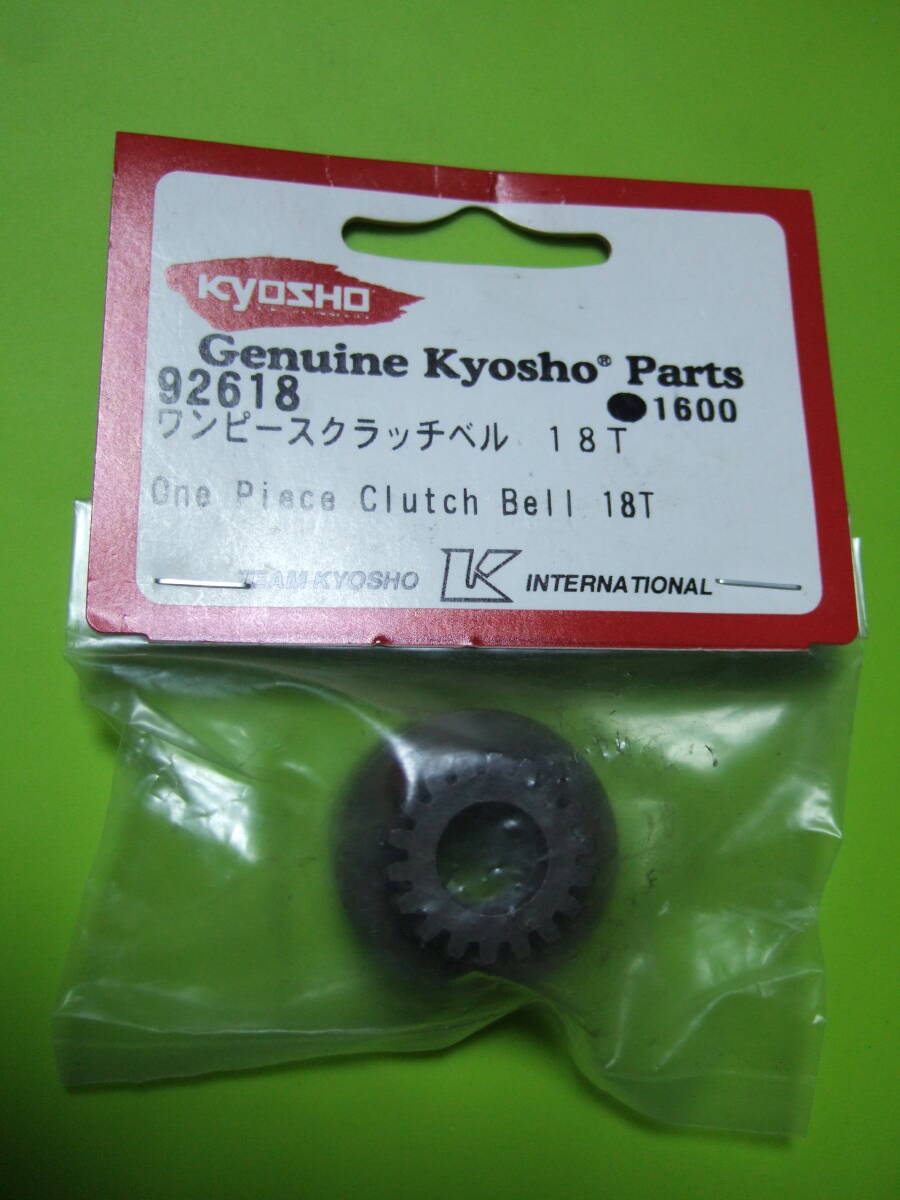 KYOSHO
Genuine Kyosho® Parts
92618 ●1600
ワンピースクラッチベル 18T
One Piece Clutch Bell 18T
TEAM KYOSHO K INTERNATIONAL